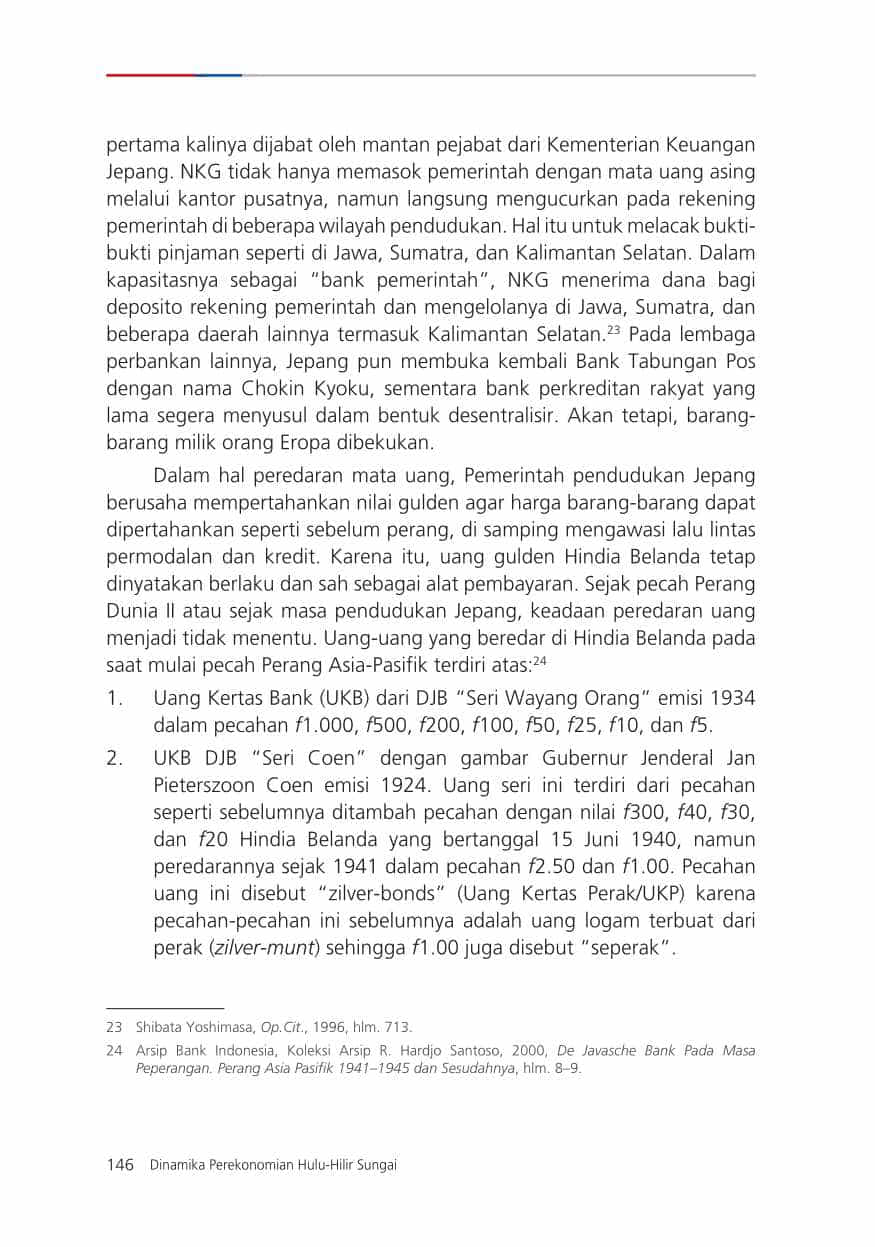 pertama kalinya dijabat oleh mantan pejabat dari Kementerian Keuangan
Jepang. NKG tidak hanya memasok pemerintah dengan mata uang asing
melalui kantor pusatnya, namun langsung mengucurkan pada rekening
pemerintah di beberapa wilayah pendudukan. Hal itu untuk melacak bukti-
bukti pinjaman seperti di Jawa, Sumatra, dan Kalimantan Selatan. Dalam
kapasitasnya sebagai “bank pemerintah”, NKG menerima dana bagi
deposito rekening pemerintah dan mengelolanya di Jawa, Sumatra, dan
beberapa daerah lainnya termasuk Kalimantan Selatan.²³ Pada lembaga
perbankan lainnya, Jepang pun membuka kembali Bank Tabungan Pos
dengan nama Chokin Kyoku, sementara bank perkreditan rakyat yang
lama segera menyusul dalam bentuk desentralisir. Akan tetapi, barang-
barang milik orang Eropa dibekukan.
Dalam hal peredaran mata uang, Pemerintah pendudukan Jepang
berusaha mempertahankan nilai gulden agar harga barang-barang dapat
dipertahankan seperti sebelum perang, di samping mengawasi lalu lintas
permodalan dan kredit. Karena itu, uang gulden Hindia Belanda tetap
dinyatakan berlaku dan sah sebagai alat pembayaran. Sejak pecah Perang
Dunia II atau sejak masa pendudukan Jepang, keadaan peredaran uang
menjadi tidak menentu. Uang-uang yang beredar di Hindia Belanda pada
saat mulai pecah Perang Asia-Pasifik terdiri atas:²⁴
1. Uang Kertas Bank (UKB) dari DJB “Seri Wayang Orang” emisi 1934
dalam pecahan f1.000, f500, f200, f100, f50, f25, f10, dan f5.
2. UKB DJB “Seri Coen” dengan gambar Gubernur Jenderal Jan
Pieterszoon Coen emisi 1924. Uang seri ini terdiri dari pecahan
seperti sebelumnya ditambah pecahan dengan nilai f300, f40, f30,
dan f20 Hindia Belanda yang bertanggal 15 Juni 1940, namun
peredarannya sejak 1941 dalam pecahan f2.50 dan f1.00. Pecahan
uang ini disebut “zilver-bonds” (Uang Kertas Perak/UKP) karena
pecahan-pecahan ini sebelumnya adalah uang logam terbuat dari
perak (zilver-munt) sehingga f1.00 juga disebut “seperak”.
23 Shibata Yoshimasa, Op.Cit., 1996, hlm. 713.
24 Arsip Bank Indonesia, Koleksi Arsip R. Hardjo Santoso, 2000, De Javasche Bank Pada Masa
Peperangan. Perang Asia Pasifik 1941–1945 dan Sesudahnya, hlm. 8–9.
146 Dinamika Perekonomian Hulu-Hilir Sungai